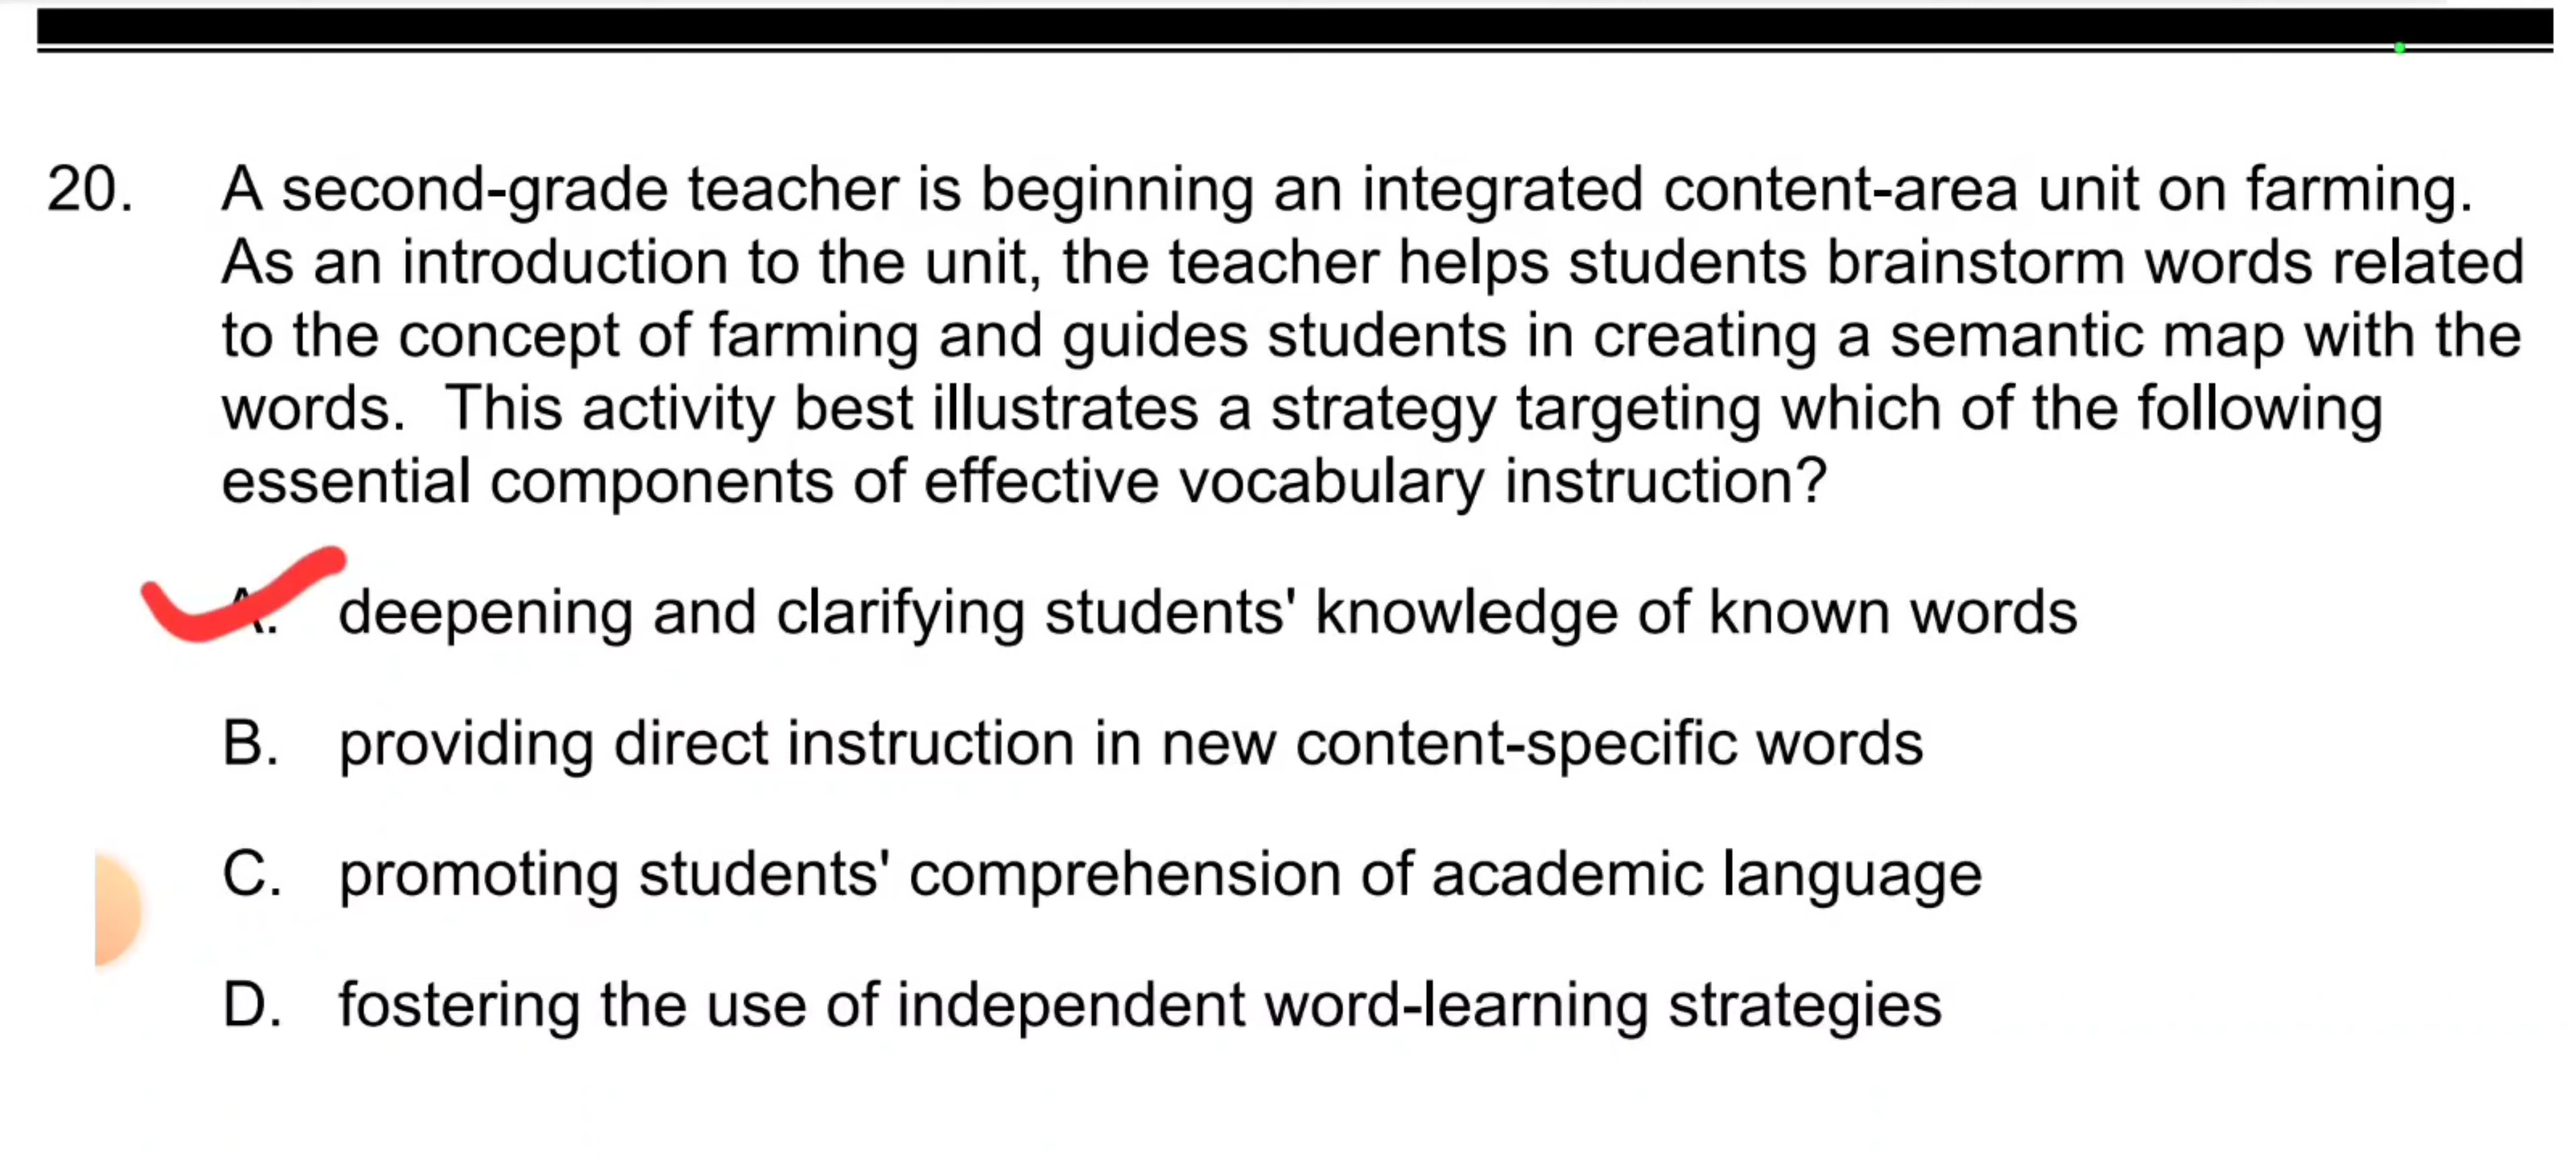 20. A second-grade teacher is beginning an integrated content-area unit on farming.
As an introduction to the unit, the teacher helps students brainstorm words related
to the concept of farming and guides students in creating a semantic map with the
words.  This activity best illustrates a strategy targeting which of the following
essential components of effective vocabulary instruction?
A. deepening and clarifying students' knowledge of known words
B. providing direct instruction in new content-specific words
C. promoting students' comprehension of academic language
D. fostering the use of independent word-learning strategies